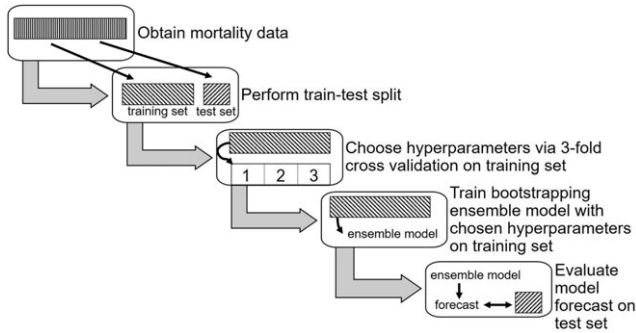 Obtain mortality data
Perform train-test split
training set test set
Choose hyperparameters via 3-fold
cross validation on training set
1 2 3
Train bootstrapping
ensemble model with
chosen hyperparameters
on training set
ensemble model
Evaluate
model
forecast on
test set
ensemble model
forecast